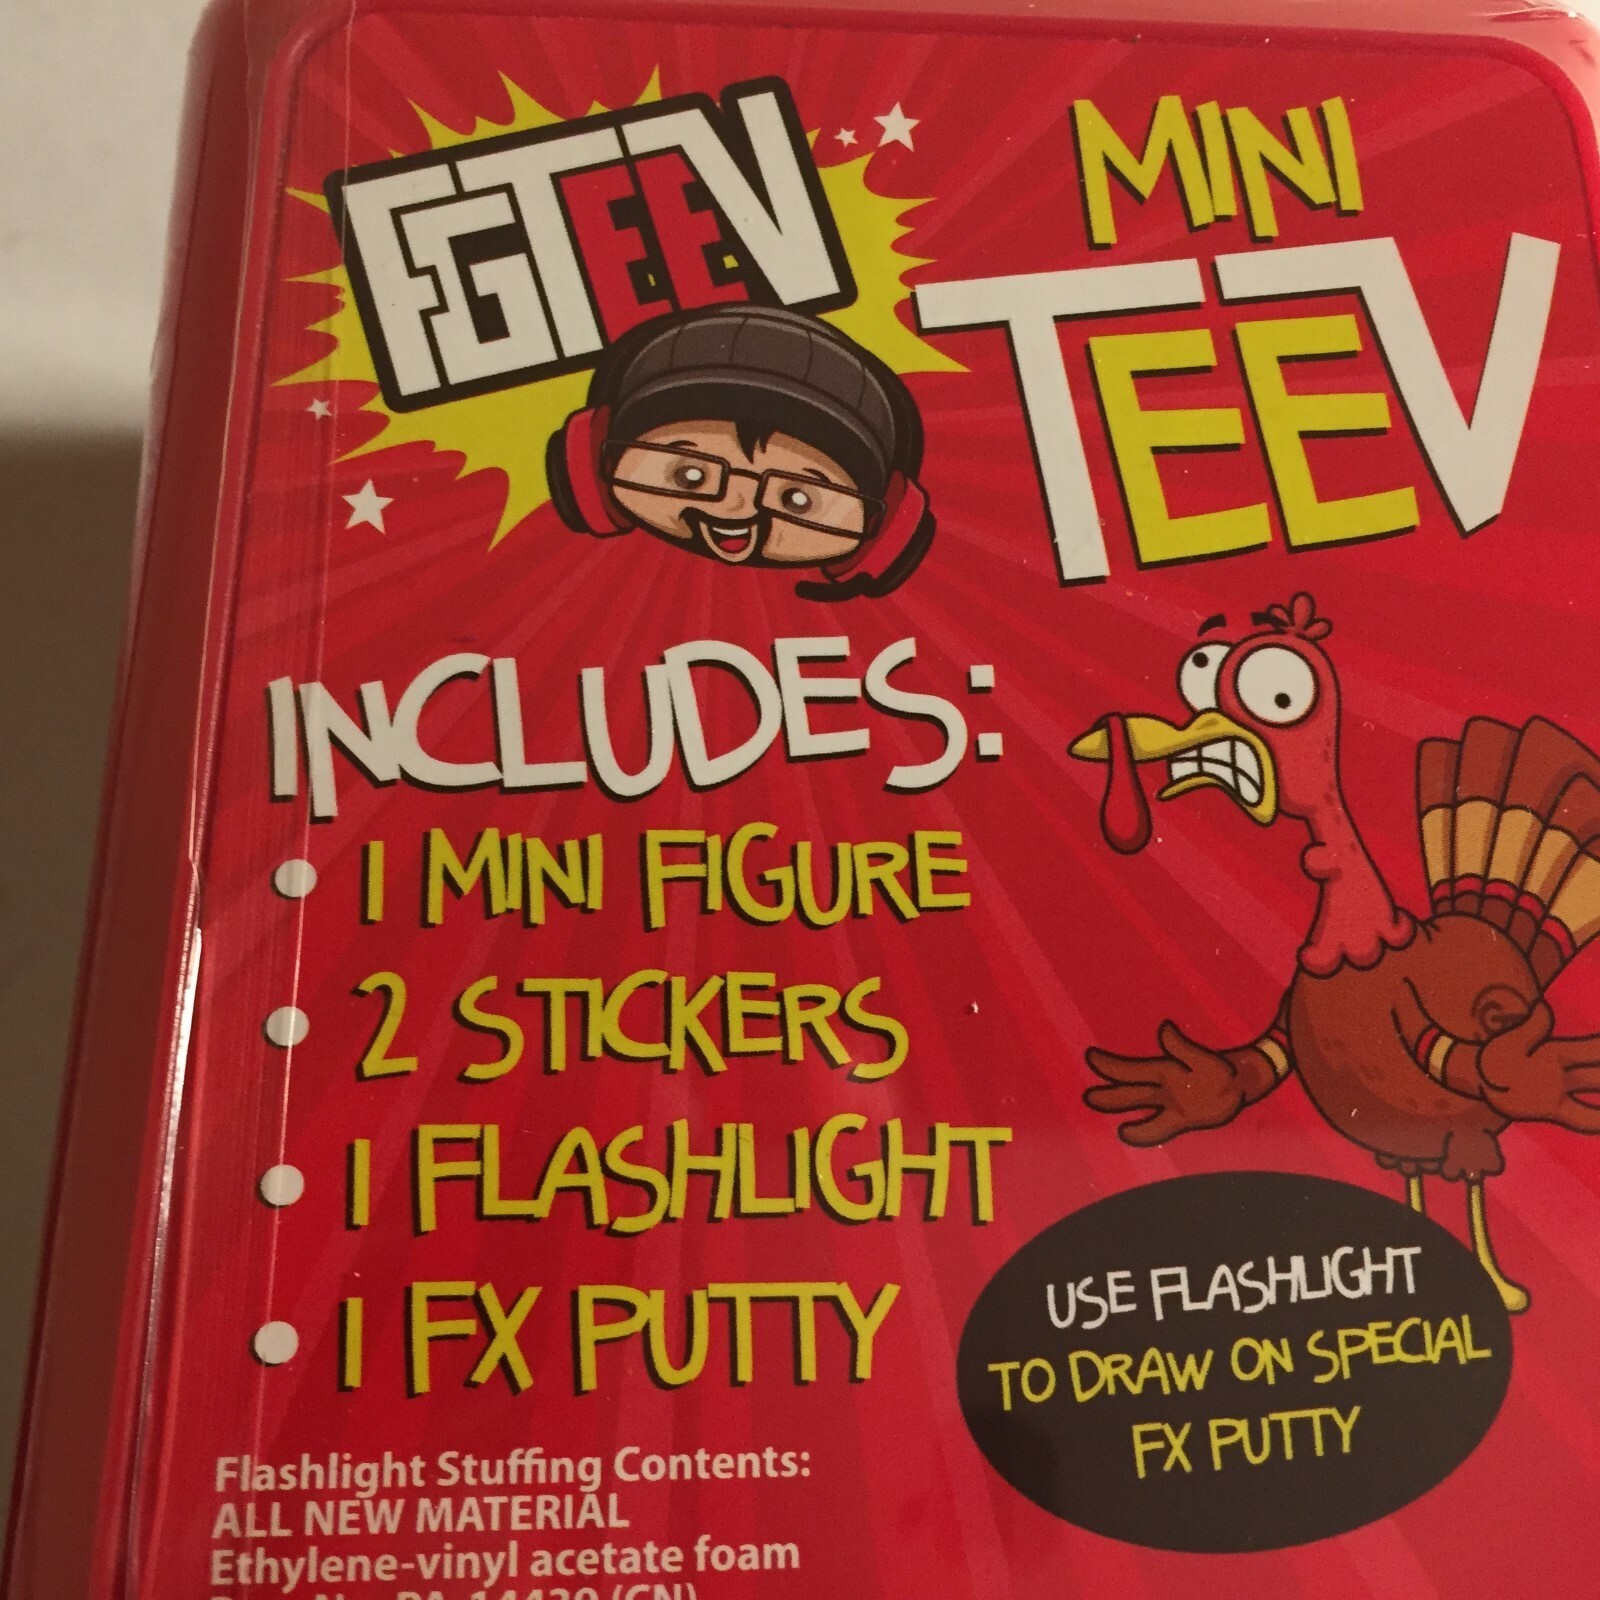 FGTEEV
MINI
TEEV
INCLUDES:
• 1 MINI FIGURE
• 2 STICKERS
• 1 FLASHLIGHT
• 1 FX PUTTY
USE FLASHLIGHT
TO DRAW ON SPECIAL
FX PUTTY
Flashlight Stuffing Contents:
ALL NEW MATERIAL
Ethylene-vinyl acetate foam